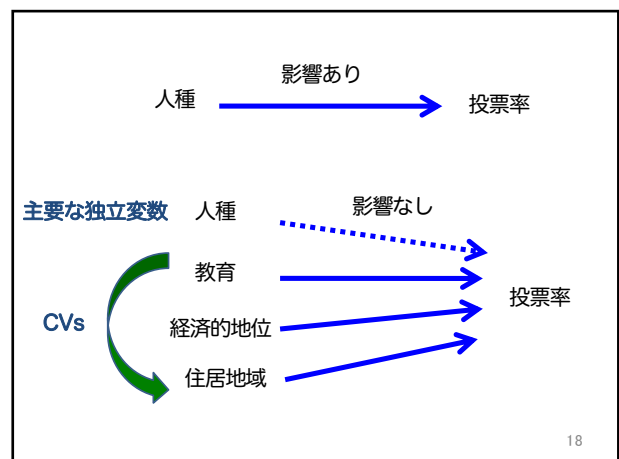 影響あり
人種
投票率
主要な独立変数
人種
影響なし
教育
投票率
CVs
経済的地位
住居地域
18